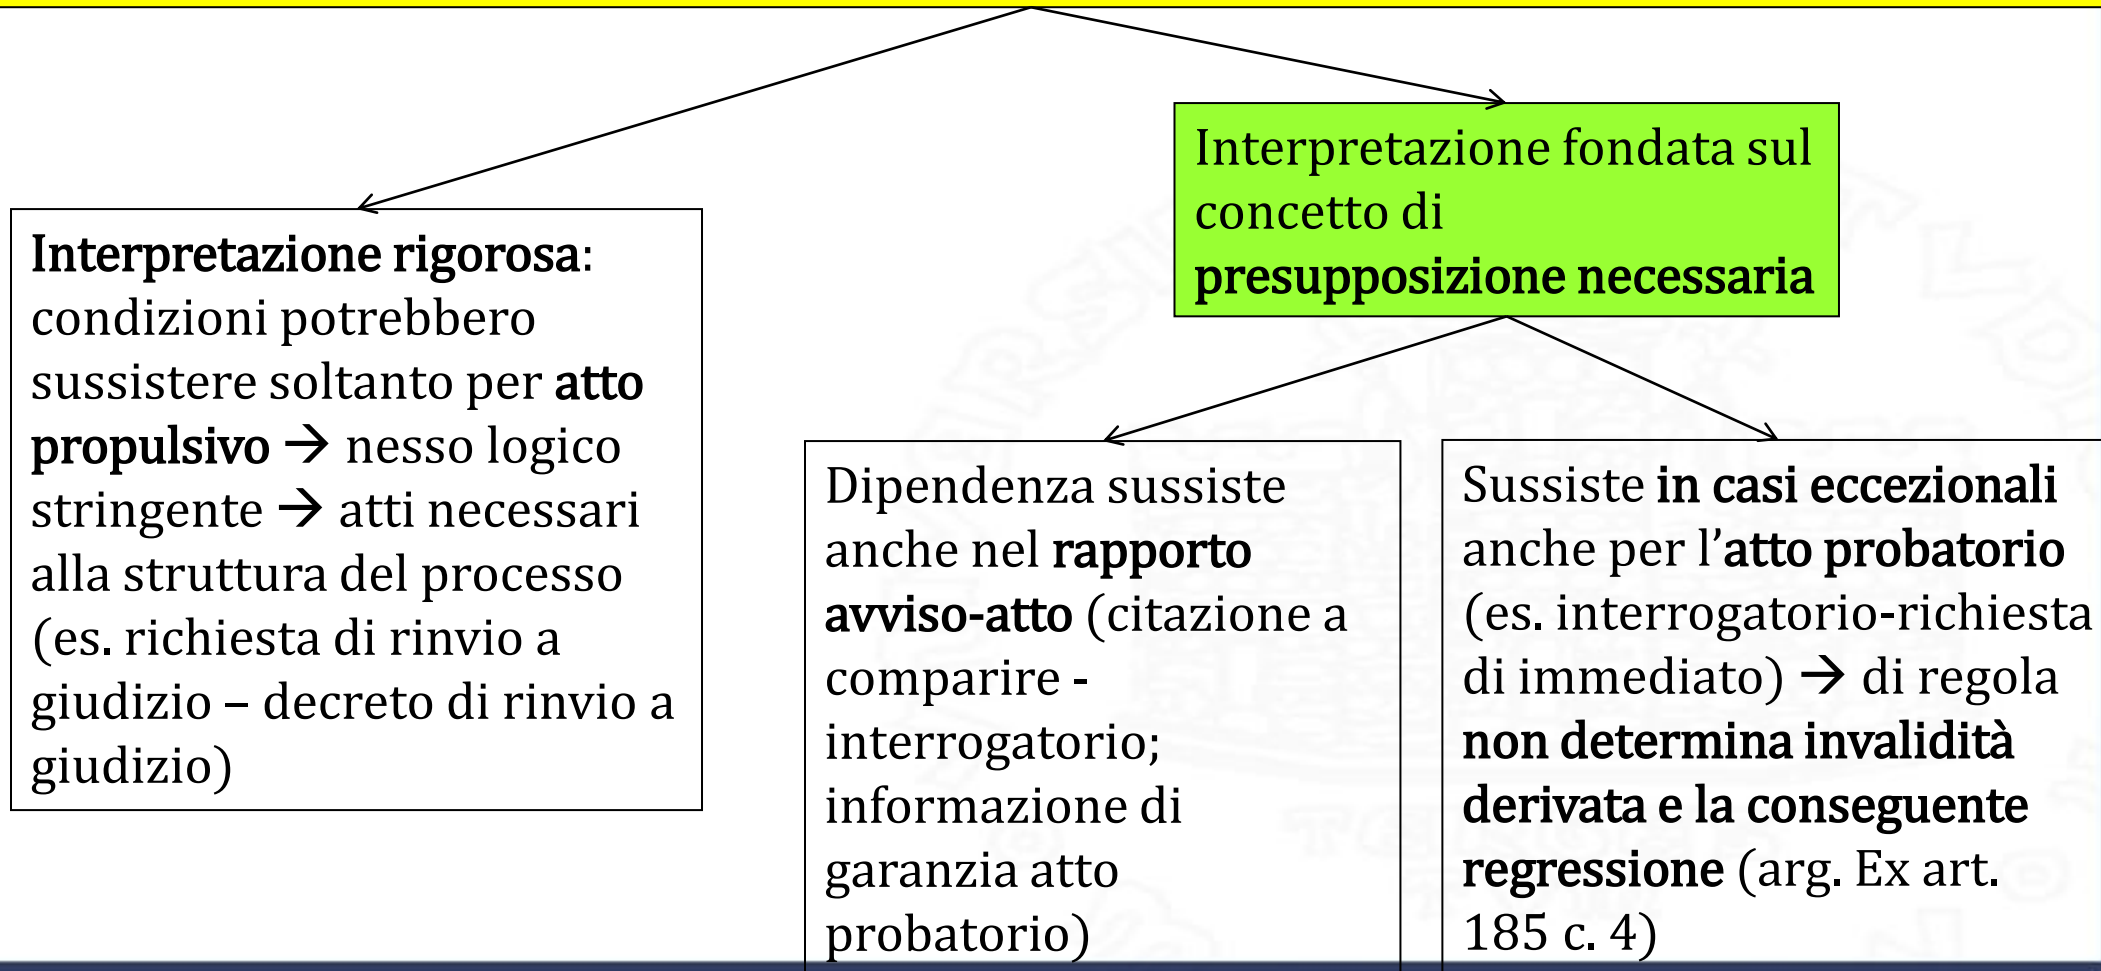 Interpretazione rigorosa:
condizioni potrebbero
sussistere soltanto per atto
propulsivo → nesso logico
stringente → atti necessari
alla struttura del processo
(es. richiesta di rinvio a
giudizio – decreto di rinvio a
giudizio)
Interpretazione fondata sul
concetto di
presupposizione necessaria
Dipendenza sussiste
anche nel rapporto
avviso-atto (citazione a
comparire -
interrogatorio;
informazione di
garanzia atto
probatorio)
Sussiste in casi eccezionali
anche per l’atto probatorio
(es. interrogatorio-richiesta
di immediato) → di regola
non determina invalidità
derivata e la conseguente
regressione (arg. Ex art.
185 c. 4)